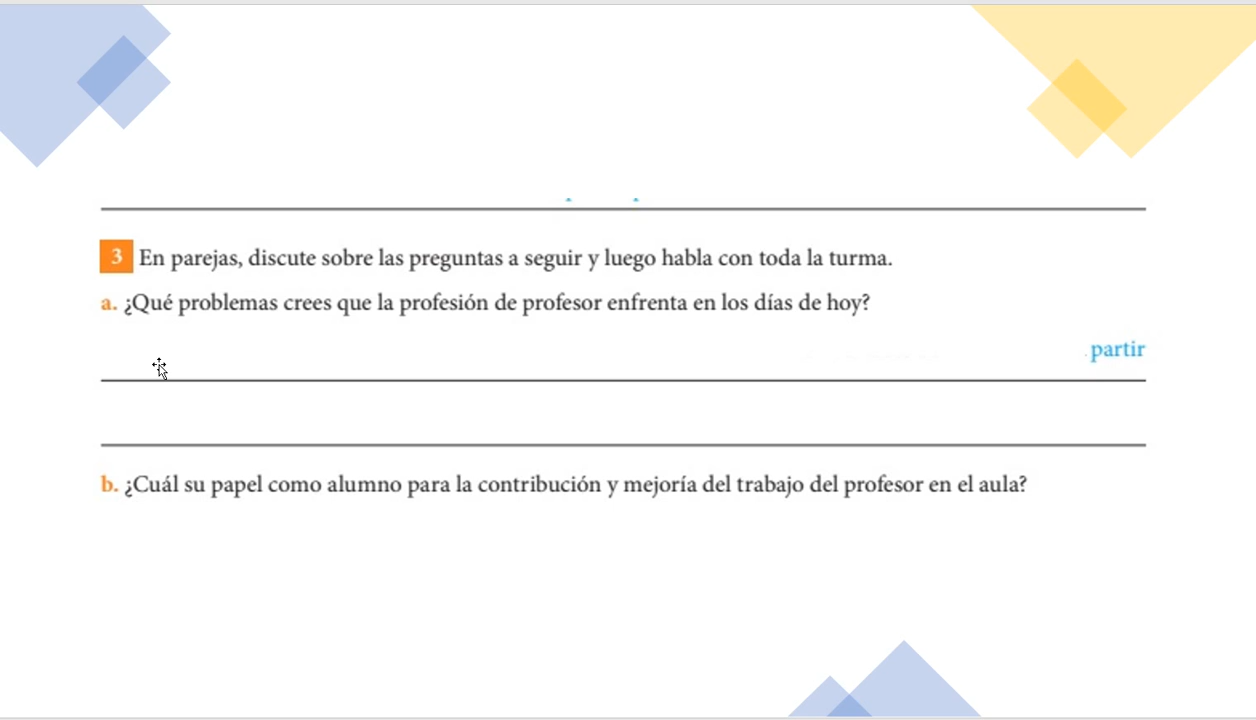 3 En parejas, discute sobre las preguntas a seguir y luego habla con toda la turma.
a. ¿Qué problemas crees que la profesión de profesor enfrenta en los días de hoy?
partir
b. ¿Cuál su papel como alumno para la contribución y mejoría del trabajo del profesor en el aula?